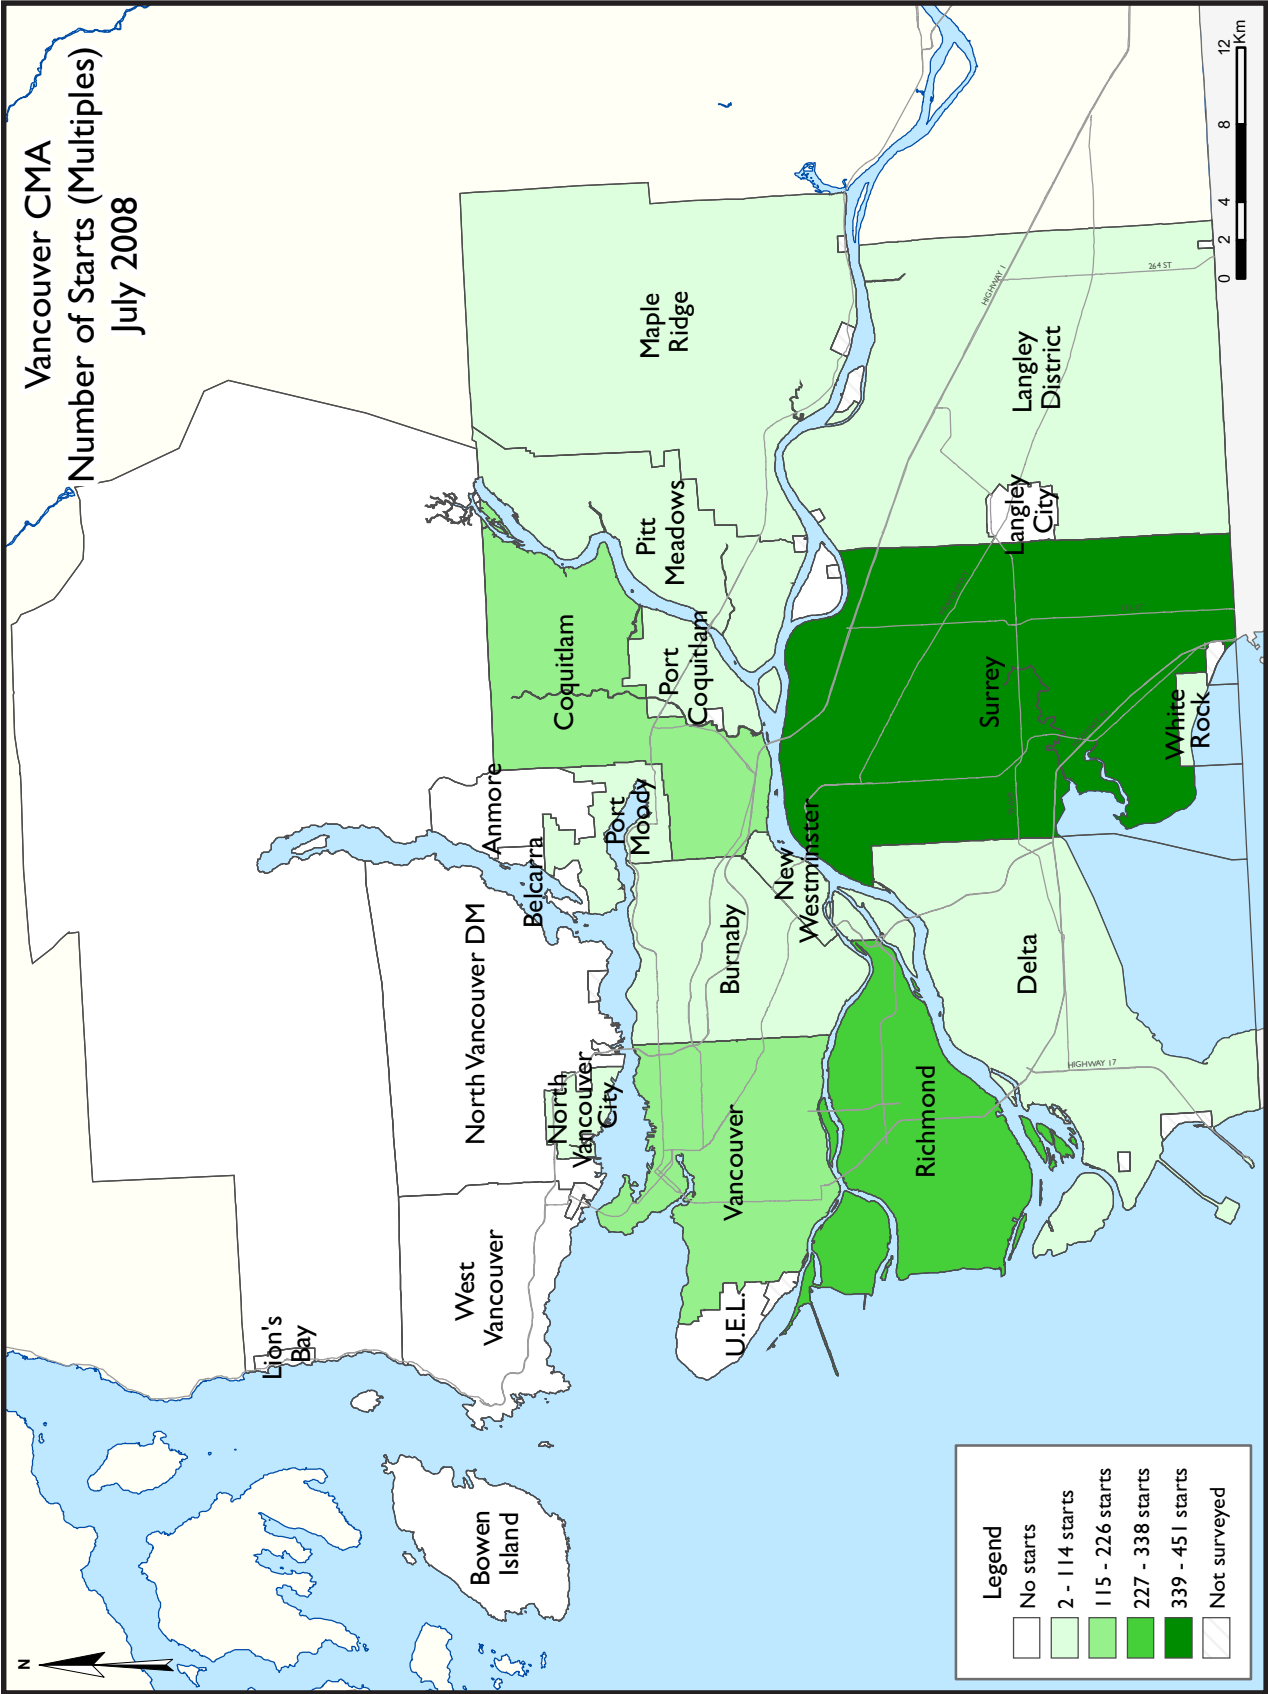 Vancouver CMA
Number of Starts (Multiples)
July 2008
N
Lion's
Bay
Bowen
Island
West
Vancouver
North Vancouver DM
North
Vancouver
City
Belcarra
Anmore
Port
Moody
Coquitlam
Port
Coquitlam
Pitt
Meadows
Maple
Ridge
U.E.L.
Vancouver
Burnaby
New
Westminster
Richmond
Delta
Surrey
White
Rock
Langley
City
Langley
District
HIGHWAY 1
264 ST
HIGHWAY 17
Legend
No starts
2 - 114 starts
115 - 226 starts
227 - 338 starts
339 - 451 starts
Not surveyed
0 2 4 8 12
Km